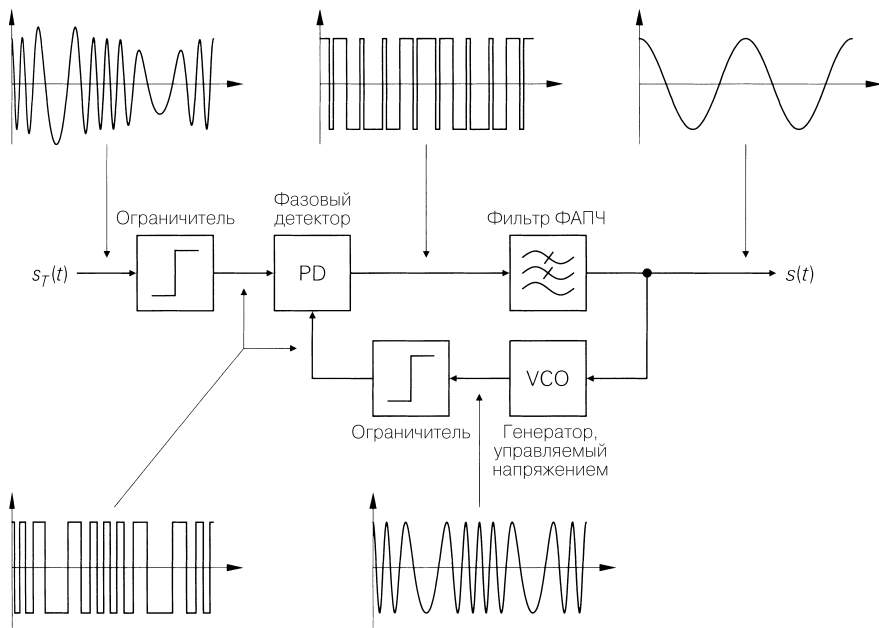 Ограничитель
Фазовый
детектор
Фильтр ФАПЧ
s_T(t)
PD
s(t)
VCO
Ограничитель
Генератор,
управляемый
напряжением